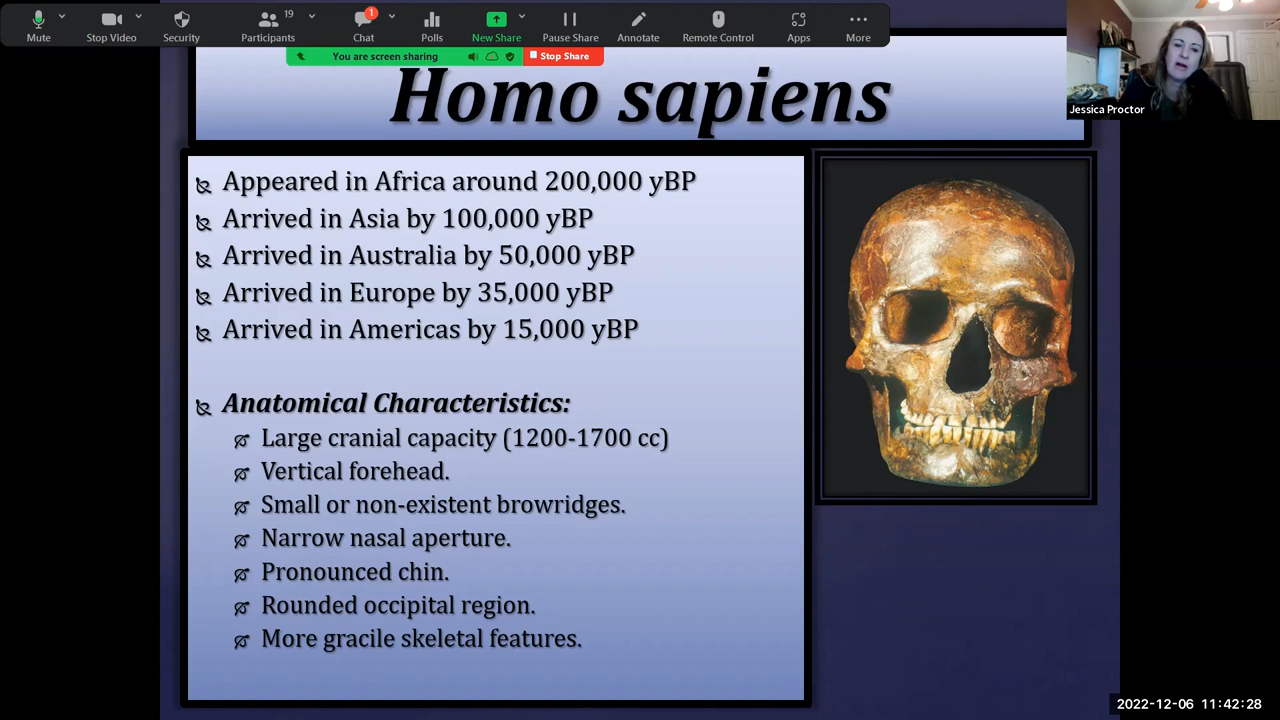 19
1
Mute
Stop Video
Security
Participants
Chat
Polls
New Share
Pause Share
Annotate
Remote Control
Apps
More
You are screen sharing
Stop Share
Jessica Proctor
Homo sapiens
Appeared in Africa around 200,000 yBP
Arrived in Asia by 100,000 yBP
Arrived in Australia by 50,000 yBP
Arrived in Europe by 35,000 yBP
Arrived in Americas by 15,000 yBP
Anatomical Characteristics:
Large cranial capacity (1200-1700 cc)
Vertical forehead.
Small or non-existent browridges.
Narrow nasal aperture.
Pronounced chin.
Rounded occipital region.
More gracile skeletal features.
2022-12-06 11:42:28